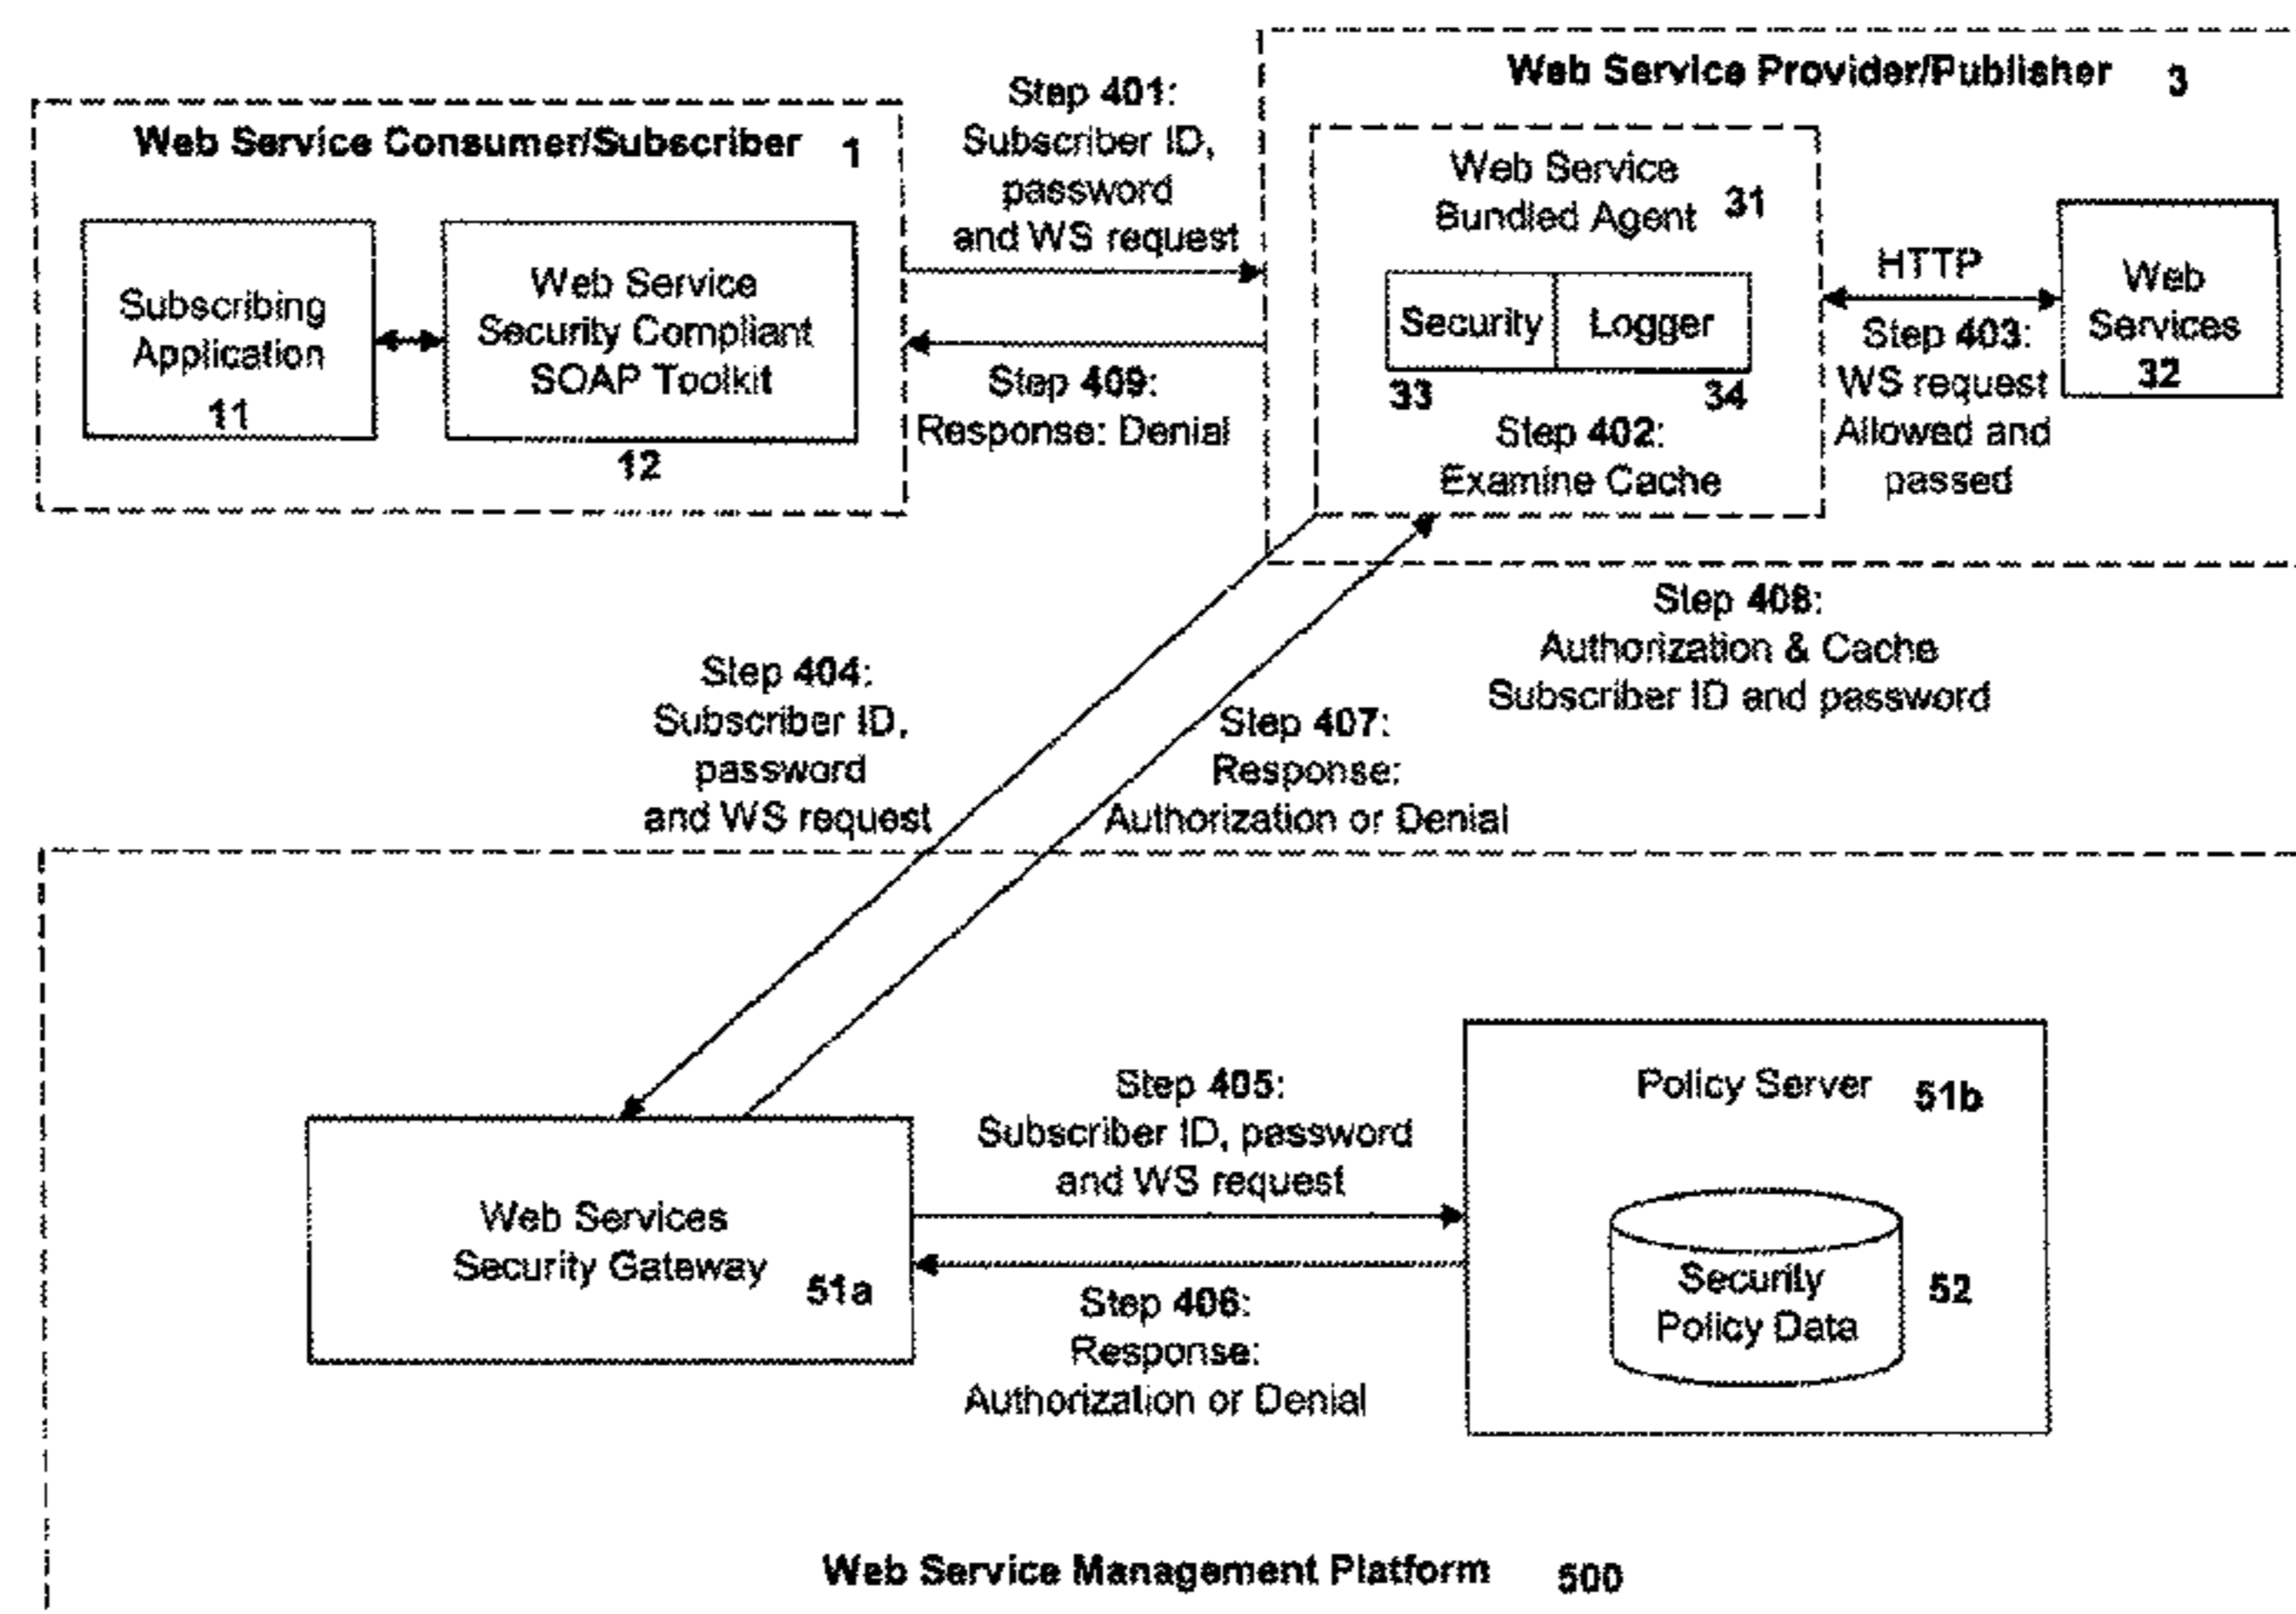 Web Service Provider/Publisher 3
Web Service Consumer/Subscriber 1
Subscribing
Application
11
Web Service
Security Compliant
SOAP Toolkit
12
Step 401:
Subscriber ID,
password
and WS request
Step 409:
Response: Denial
Web Service
Bundled Agent 31
Security Logger
33 34
Step 402:
Examine Cache
HTTP
Step 403:
WS request
Allowed and
passed
Web
Services
32
Step 408:
Authorization & Cache
Subscriber ID and password
Step 404:
Subscriber ID,
password
and WS request
Step 407:
Response:
Authorization or Denial
Web Services
Security Gateway 51a
Step 405:
Subscriber ID, password
and WS request
Step 406:
Response:
Authorization or Denial
Policy Server 51b
Security
Policy Data
52
Web Service Management Platform 500